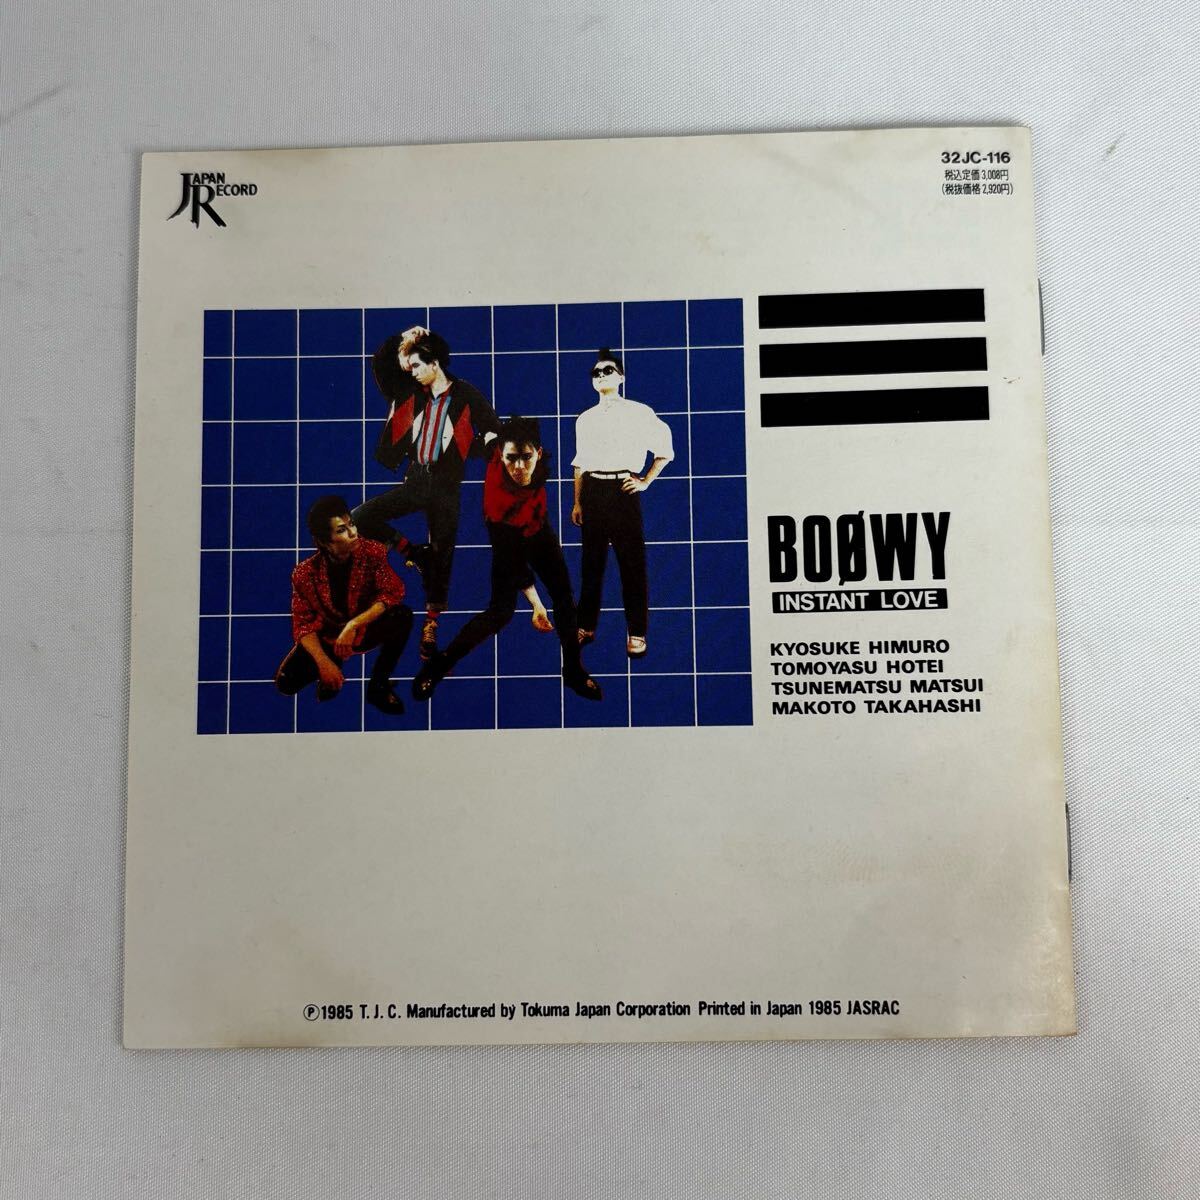 JAPAN
RECORD
32JC-116
税込定価3,008円
(税抜価格2,920円)
BOØWY
INSTANT LOVE
KYOSUKE HIMURO
TOMOYASU HOTEI
TSUNEMATSU MATSUI
MAKOTO TAKAHASHI
Ⓟ1985 T. J. C. Manufactured by Tokuma Japan Corporation Printed in Japan 1985 JASRAC